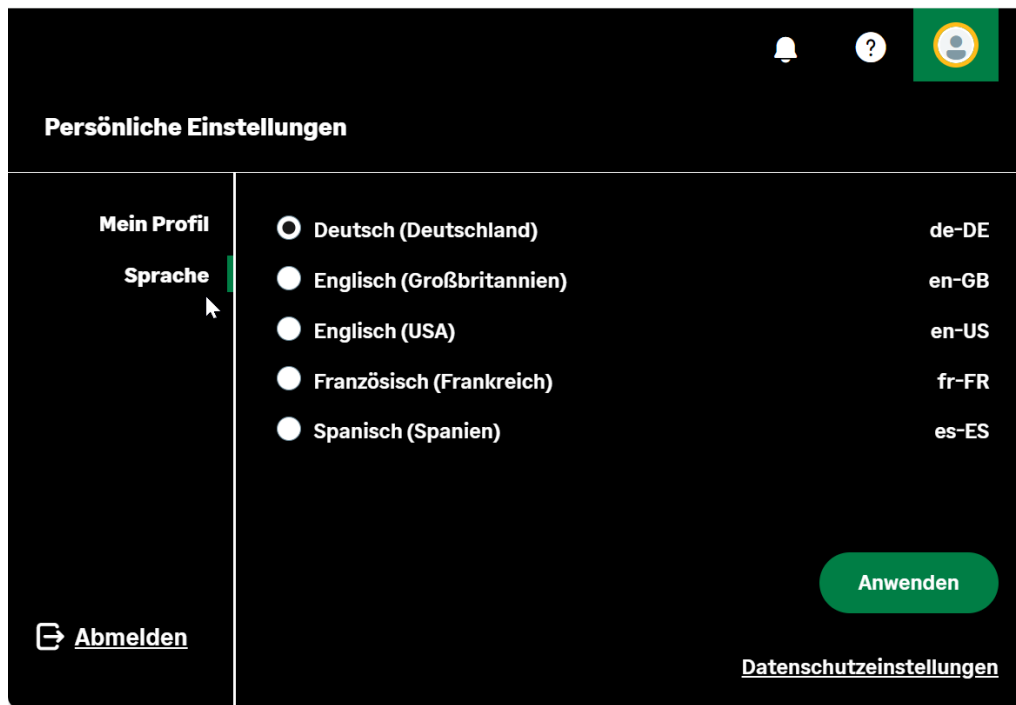 ?
Persönliche Einstellungen
Mein Profil
Sprache
Deutsch (Deutschland) de-DE
Englisch (Großbritannien) en-GB
Englisch (USA) en-US
Französisch (Frankreich) fr-FR
Spanisch (Spanien) es-ES
Anwenden
Abmelden
Datenschutzeinstellungen